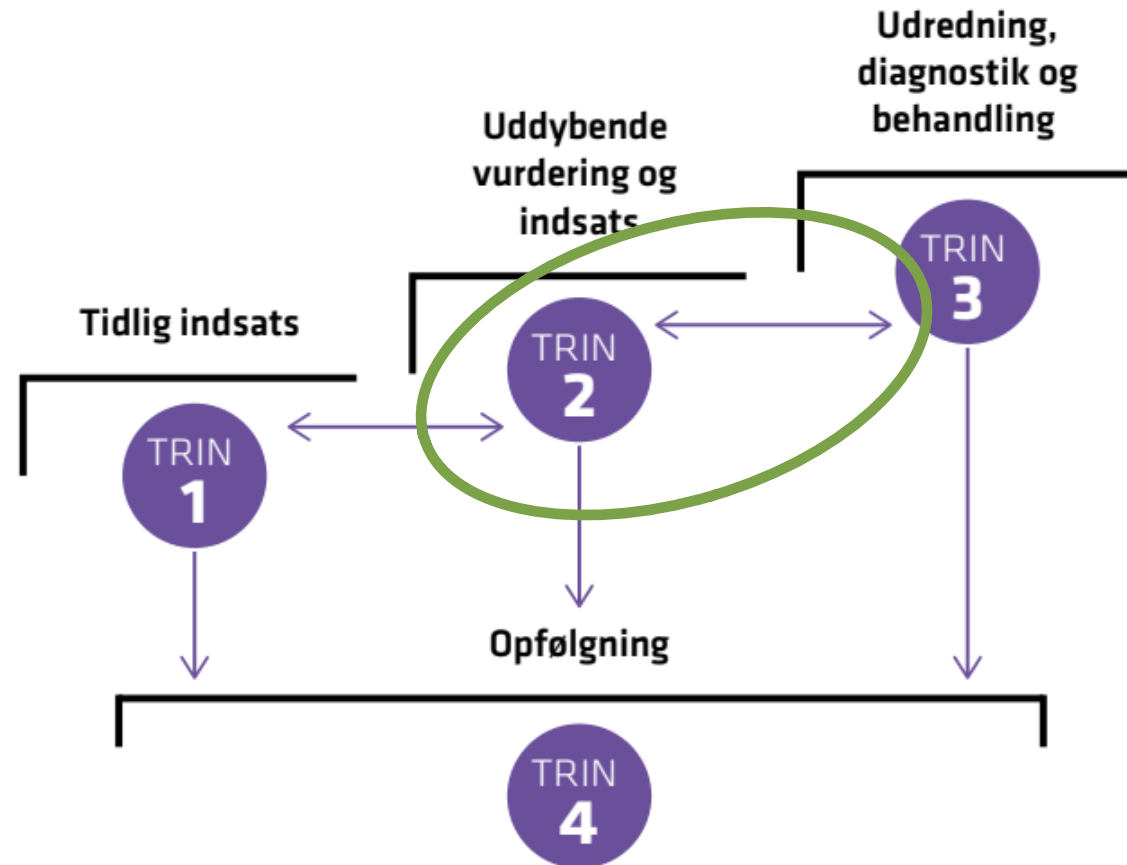 Udredning,
diagnostik og
behandling
Uddybende
vurdering og
indsats
Tidlig indsats
TRIN
3
TRIN
2
TRIN
1
Opfølgning
TRIN
4